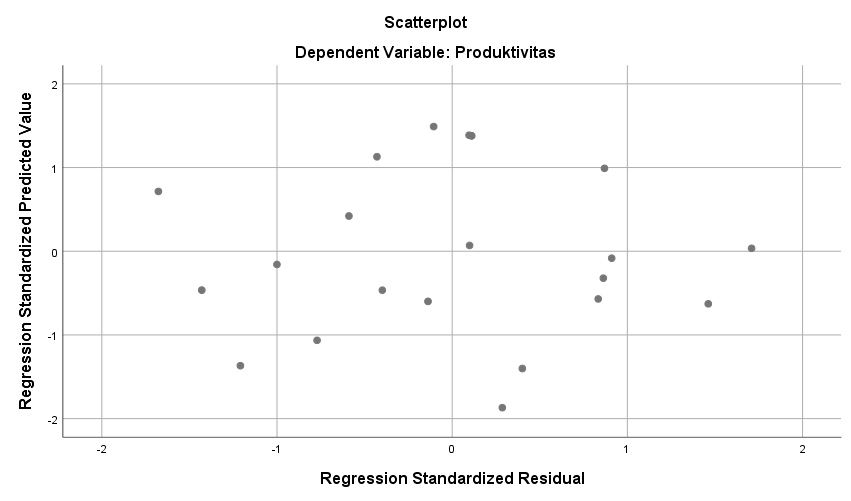 Scatterplot
Dependent Variable: Produktivitas
Regression Standardized Predicted Value
2
1
0
-1
-2
-2
-1
0
1
2
Regression Standardized Residual